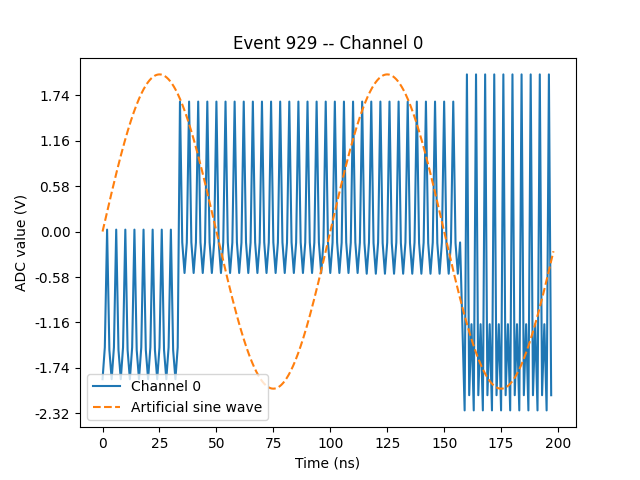 Event 929 -- Channel 0
ADC value (V)
1.74
1.16
0.58
0.00
-0.58
-1.16
-1.74
-2.32
Channel 0
Artificial sine wave
0 25 50 75 100 125 150 175 200
Time (ns)